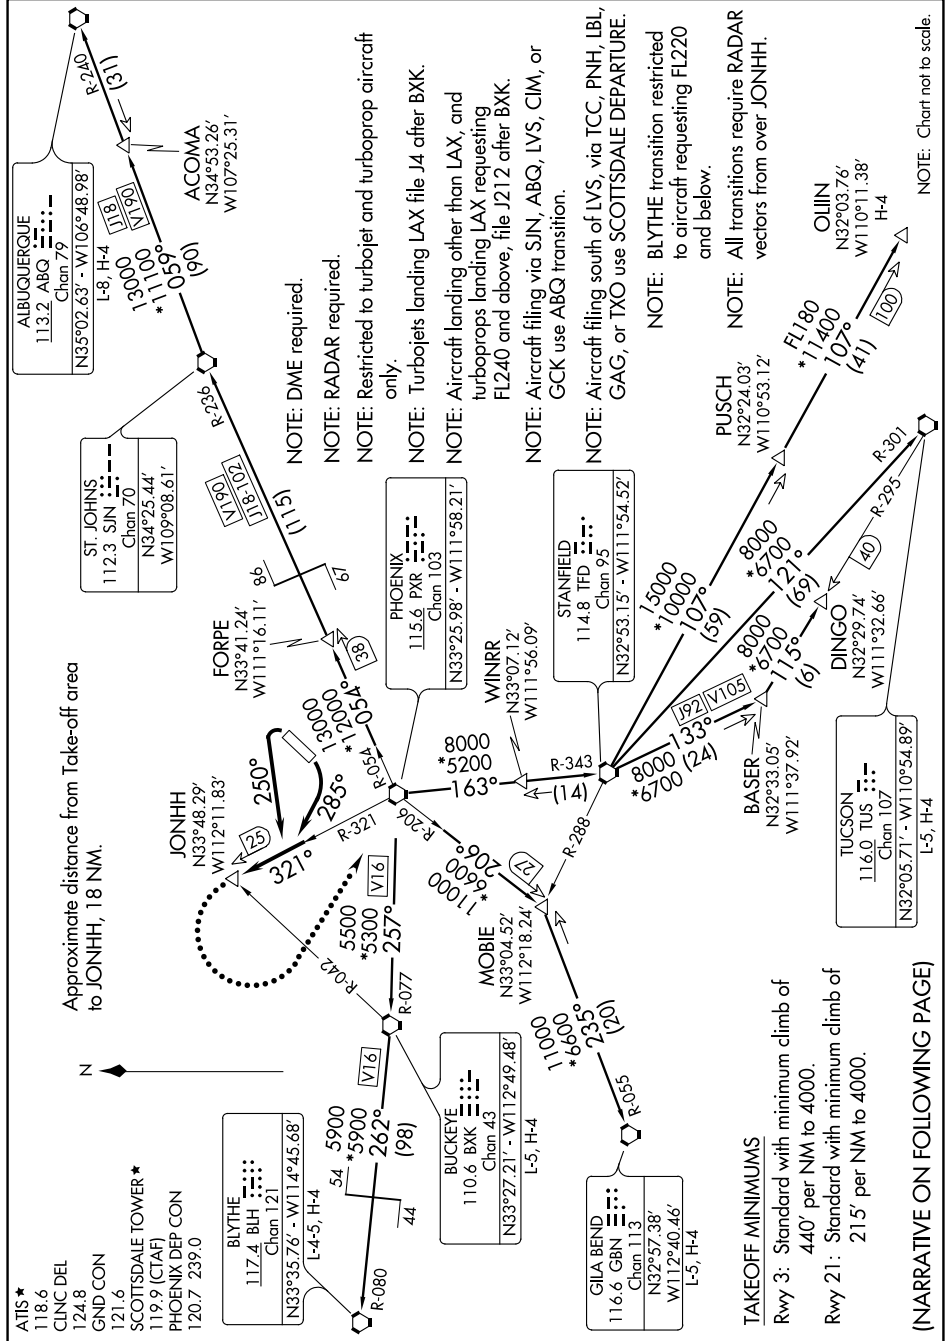 ATIS★
118.6
CLNC DEL
124.8
GND CON
121.6
SCOTTSDALE TOWER★
119.9 (CTAF)
PHOENIX DEP CON
120.7 239.0
N
Approximate distance from Take-off area
to JONHH, 18 NM.
ALBUQUERQUE
113.2 ABQ
Chan 79
N35°02.63' - W106°48.98'
L-8, H-4
R-240
(31)
ACOMA
N34°53.26'
W107°25.31'
J18
V190
13000
*11100
059°
(90)
ST. JOHNS
112.3 SJN
Chan 70
N34°25.44'
W109°08.61'
R-236
V190
J18-102
(115)
86
67
FORPE
N33°41.24'
W111°16.11'
38
13000
*12000
054°
R-054
JONHH
N33°48.29'
W112°11.83'
25
250°
285°
321°
R-321
PHOENIX
115.6 PXR
Chan 103
N33°25.98' - W111°58.21'
BLYTHE
117.4 BLH
Chan 121
N33°35.76' - W114°45.68'
L-4-5, H-4
R-080
54
44
5900
*5900
262°
(98)
V16
BUCKEYE
110.6 BXK
Chan 43
N33°27.21' - W112°49.48'
L-5, H-4
R-042
R-077
5500
*5300
257°
V16
R-206
11000
*6600
206°
27
MOBIE
N33°04.52'
W112°18.24'
R-288
11000
*6600
235°
(20)
R-055
GILA BEND
116.6 GBN
Chan 113
N32°57.38'
W112°40.46'
L-5, H-4
8000
*5200
163°
WINRR
N33°07.12'
W111°56.09'
R-343
(14)
STANFIELD
114.8 TFD
Chan 95
N32°53.15' - W111°54.52'
15000
*10000
107°
(59)
PUSCH
N32°24.03'
W110°53.12'
FL180
*11400
107°
(41)
100
OLIIN
N32°03.76'
W110°11.38'
H-4
8000
*6700
121°
(69)
R-301
R-295
40
J92
V105
133°
8000
(24)
*6700
BASER
N32°33.05'
W111°37.92'
8000
*6700
115°
(6)
DINGO
N32°29.74'
W111°32.66'
TUCSON
116.0 TUS
Chan 107
N32°05.71' - W110°54.89'
L-5, H-4
NOTE: DME required.
NOTE: RADAR required.
NOTE: Restricted to turbojet and turboprop aircraft
only.
NOTE: Turbojets landing LAX file J4 after BXK.
NOTE: Aircraft landing other than LAX, and
turboprops landing LAX requesting
FL240 and above, file J212 after BXK.
NOTE: Aircraft filing via SJN, ABQ, LVS, CIM, or
GCK use ABQ transition.
NOTE: Aircraft filing south of LVS, via TCC, PNH, LBL,
GAG, or TXO use SCOTTSDALE DEPARTURE.
NOTE: BLYTHE transition restricted
to aircraft requesting FL220
and below.
NOTE: All transitions require RADAR
vectors from over JONHH.
NOTE: Chart not to scale.
TAKEOFF MINIMUMS
Rwy 3: Standard with minimum climb of
440' per NM to 4000.
Rwy 21: Standard with minimum climb of
215' per NM to 4000.
(NARRATIVE ON FOLLOWING PAGE)